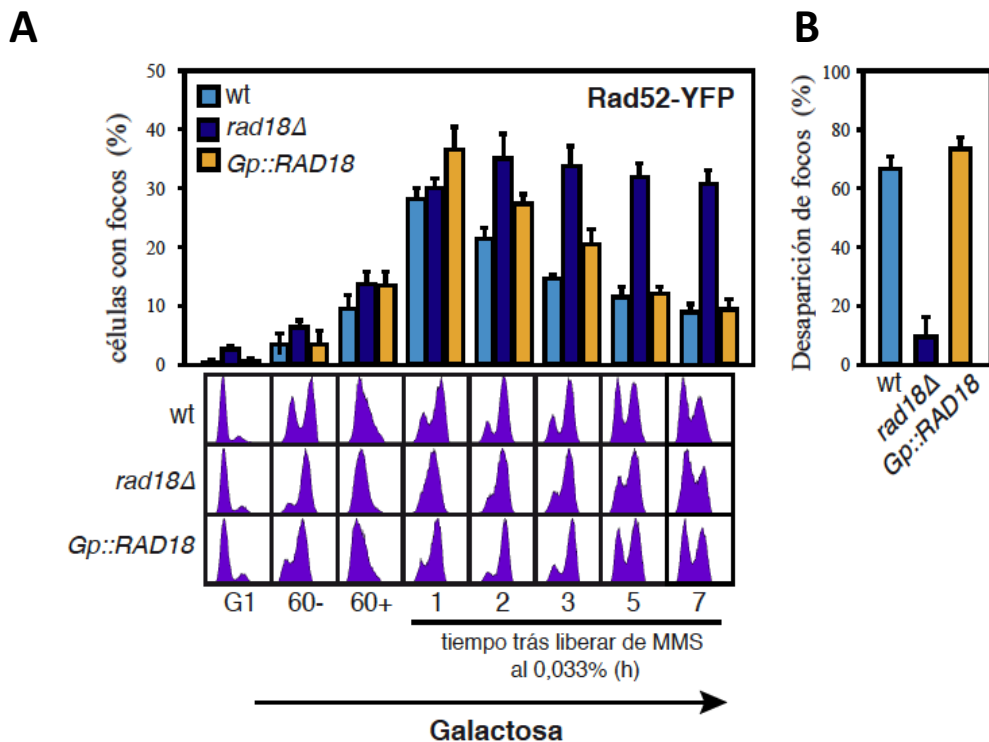 A
B
50
40
30
20
10
0
células con focos (%)
wt
rad18Δ
Gp::RAD18
Rad52-YFP
100
80
60
40
20
0
Desaparición de focos (%)
wt
rad18Δ
Gp::RAD18
wt
rad18Δ
Gp::RAD18
G1 60- 60+ 1 2 3 5 7
tiempo trás liberar de MMS
al 0,033% (h)
Galactosa